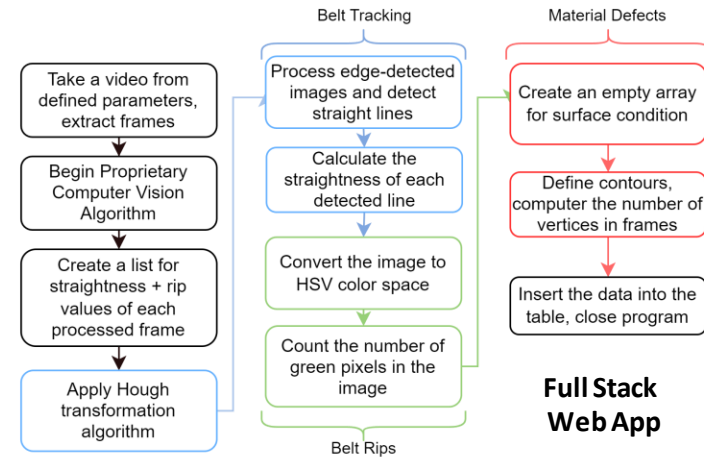 Take a video from
defined parameters,
extract frames
Begin Proprietary
Computer Vision
Algorithm
Create a list for
straightness + rip
values of each
processed frame
Apply Hough
transformation
algorithm
Belt Tracking
Process edge-detected
images and detect
straight lines
Calculate the
straightness of each
detected line
Convert the image to
HSV color space
Count the number of
green pixels in the
image
Belt Rips
Material Defects
Create an empty array
for surface condition
Define contours,
computer the number of
vertices in frames
Insert the data into the
table, close program
Full Stack
Web App